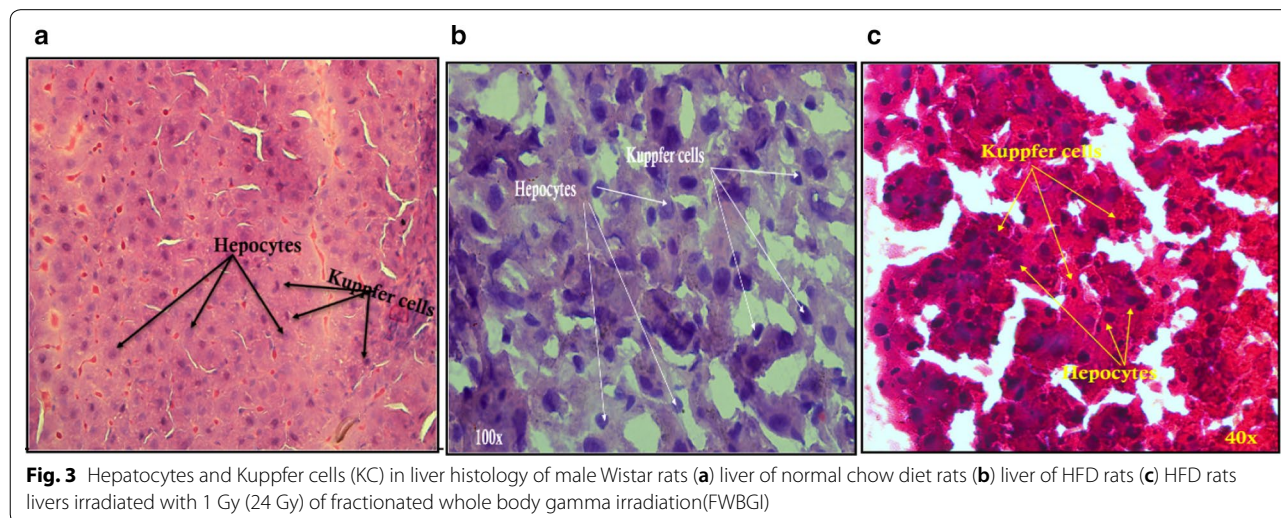 a
b
c
Hepocytes
Kuppfer cells
Kuppfer cells
Hepocytes
100x
Kuppfer cells
Hepocytes
40x
Fig. 3 Hepatocytes and Kuppfer cells (KC) in liver histology of male Wistar rats (a) liver of normal chow diet rats (b) liver of HFD rats (c) HFD rats
livers irradiated with 1 Gy (24 Gy) of fractionated whole body gamma irradiation(FWBGI)